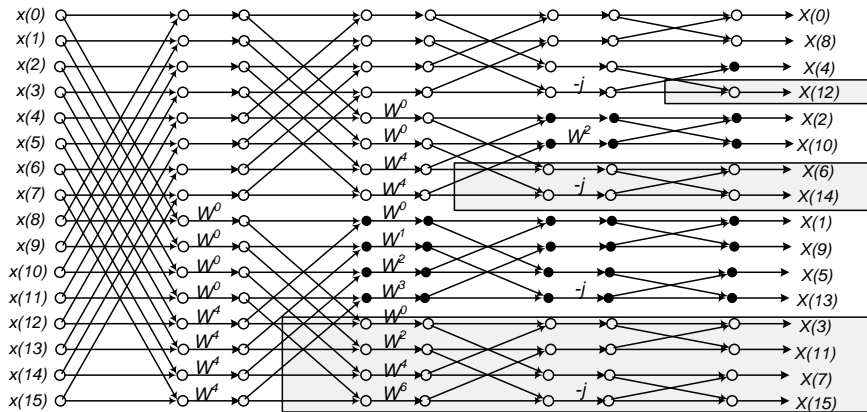 x(0) X(0)
x(1) X(8)
x(2) X(4)
x(3) -j X(12)
x(4) W⁰ X(2)
x(5) W⁰ W² X(10)
x(6) W⁴ X(6)
x(7) W⁴ -j X(14)
x(8) W⁰ W⁰ X(1)
x(9) W⁰ W¹ X(9)
x(10) W⁰ W² X(5)
x(11) W⁰ W³ -j X(13)
x(12) W⁴ W⁰ X(3)
x(13) W⁴ W² X(11)
x(14) W⁴ W⁴ X(7)
x(15) W⁴ W⁶ -j X(15)